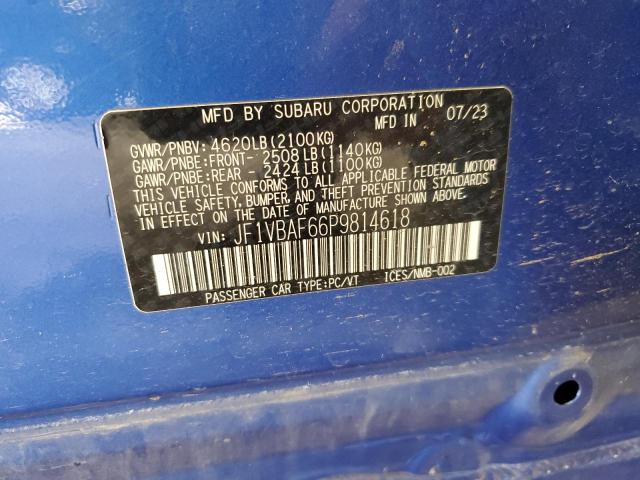 MFD BY SUBARU CORPORATION
MFD IN 07/23
GVWR/PNBV: 4620LB(2100KG)
GAWR/PNBE:FRONT- 2508 LB(1140KG)
GAWR/PNBE:REAR - 2424 LB(1100KG)
THIS VEHICLE CONFORMS TO ALL APPLICABLE FEDERAL MOTOR
VEHICLE SAFETY, BUMPER, AND THEFT PREVENTION STANDARDS
IN EFFECT ON THE DATE OF MANUFACTURE SHOWN ABOVE.
VIN: JF1VBAF66P9814618
PASSENGER CAR TYPE:PC/VT ICES/NMB-002